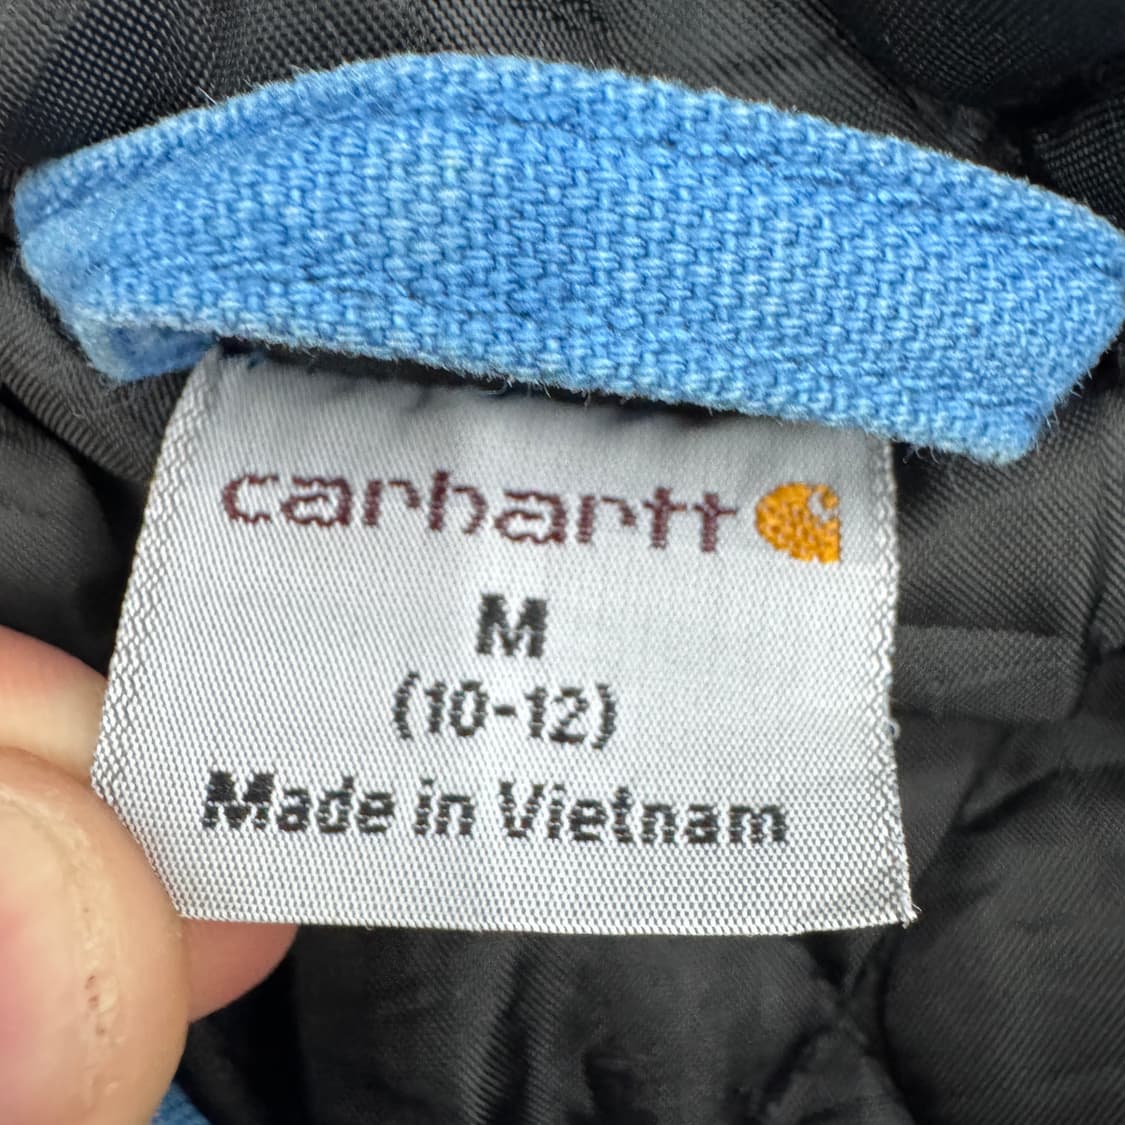 carhartt
M
(10-12)
Made in Vietnam